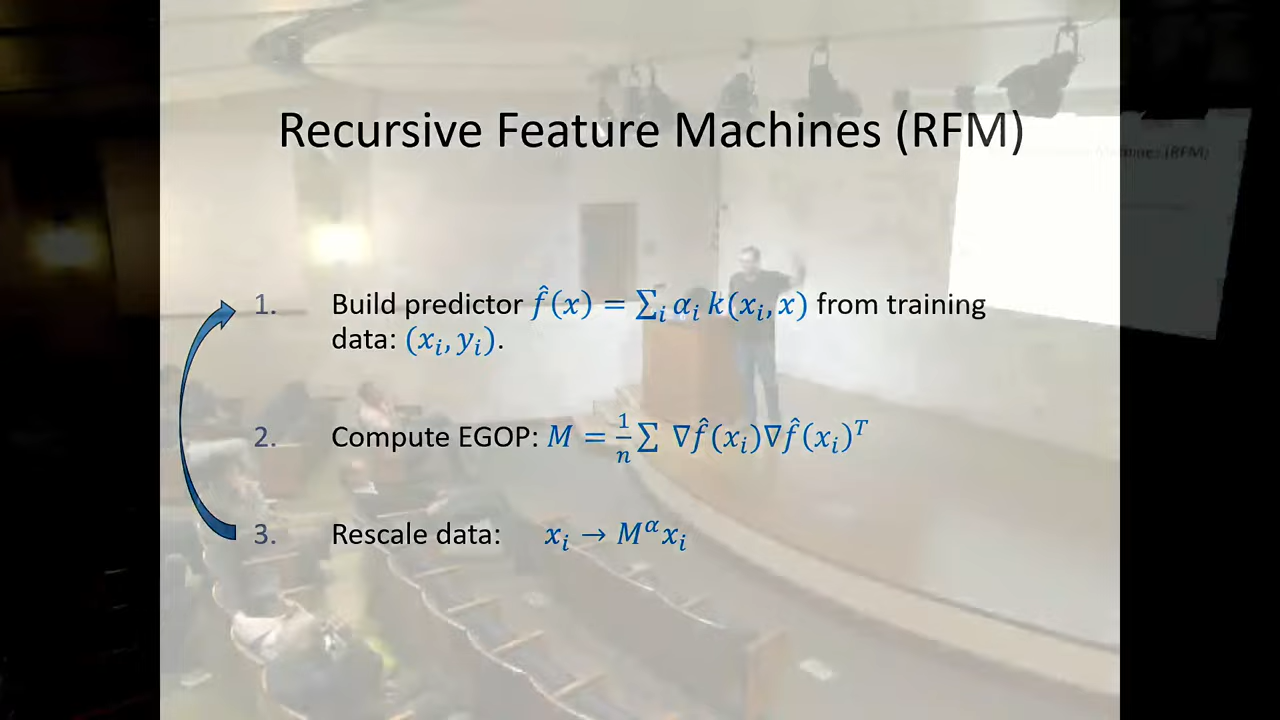 Recursive Feature Machines (RFM)
1. Build predictor f̂(x) = ∑ᵢ αᵢ k(xᵢ, x) from training
data: (xᵢ, yᵢ).
2. Compute EGOP: M = 1/n ∑ ∇f̂(xᵢ)∇f̂(xᵢ)ᵀ
3. Rescale data: xᵢ → Mᵅxᵢ